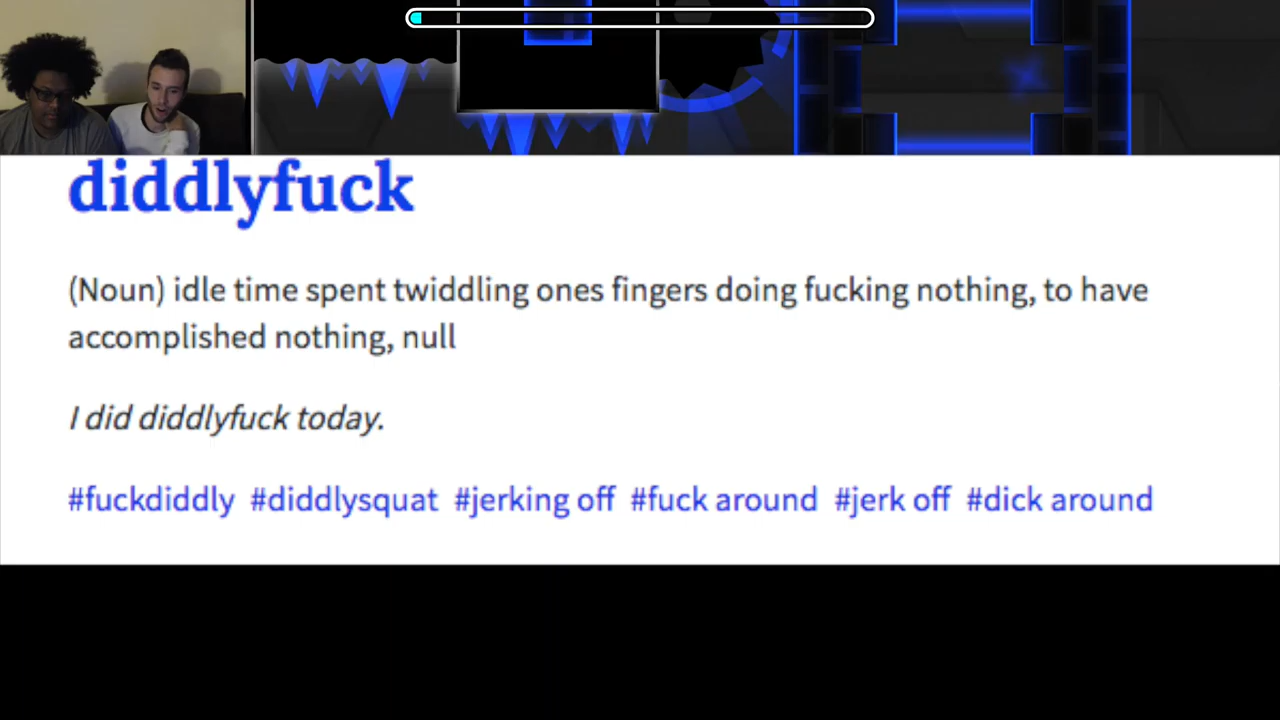 diddlyfuck
(Noun) idle time spent twiddling ones fingers doing fucking nothing, to have
accomplished nothing, null
I did diddlyfuck today.
#fuckdiddly #diddlysquat #jerking off #fuck around #jerk off #dick around